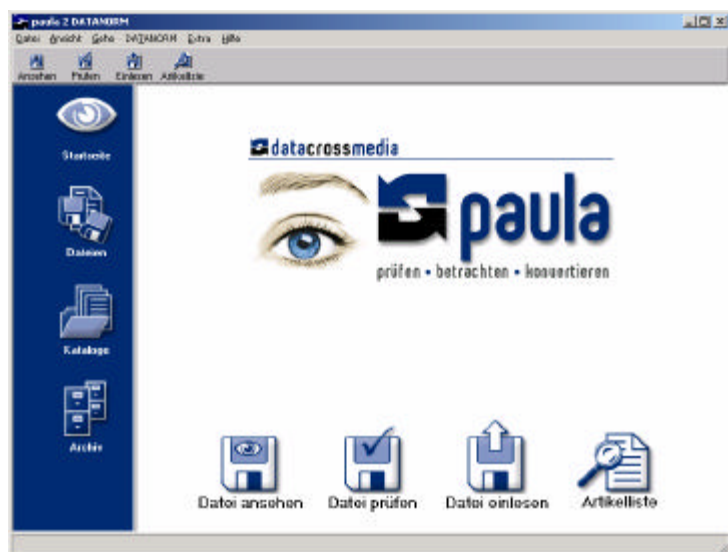 paula 2 DATANORM
Datei Ansicht Gehe DATANORM Extra Hilfe
Ansehen Prüfen Einlesen Artikelliste
Startseite
datacrossmedia
paula
prüfen • betrachten • konvertieren
Dateien
Kataloge
Archiv
Datei ansehen Datei prüfen Datei einlesen Artikelliste